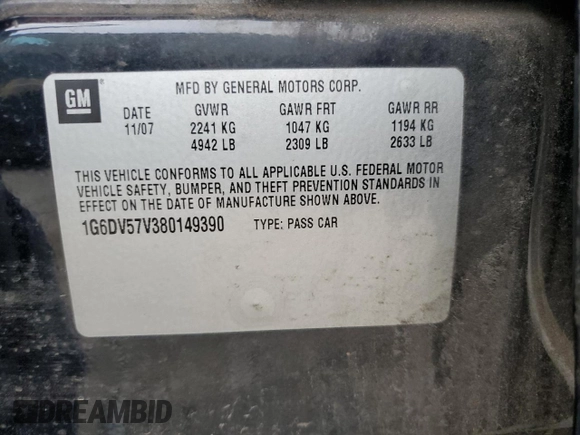 GM
MFD BY GENERAL MOTORS CORP.
DATE GVWR GAWR FRT GAWR RR
11/07 2241 KG 1047 KG 1194 KG
4942 LB 2309 LB 2633 LB
THIS VEHICLE CONFORMS TO ALL APPLICABLE U.S. FEDERAL MOTOR
VEHICLE SAFETY, BUMPER, AND THEFT PREVENTION STANDARDS IN
EFFECT ON THE DATE OF MANUFACTURE SHOWN ABOVE.
1G6DV57V380149390 TYPE: PASS CAR
DREAMBID